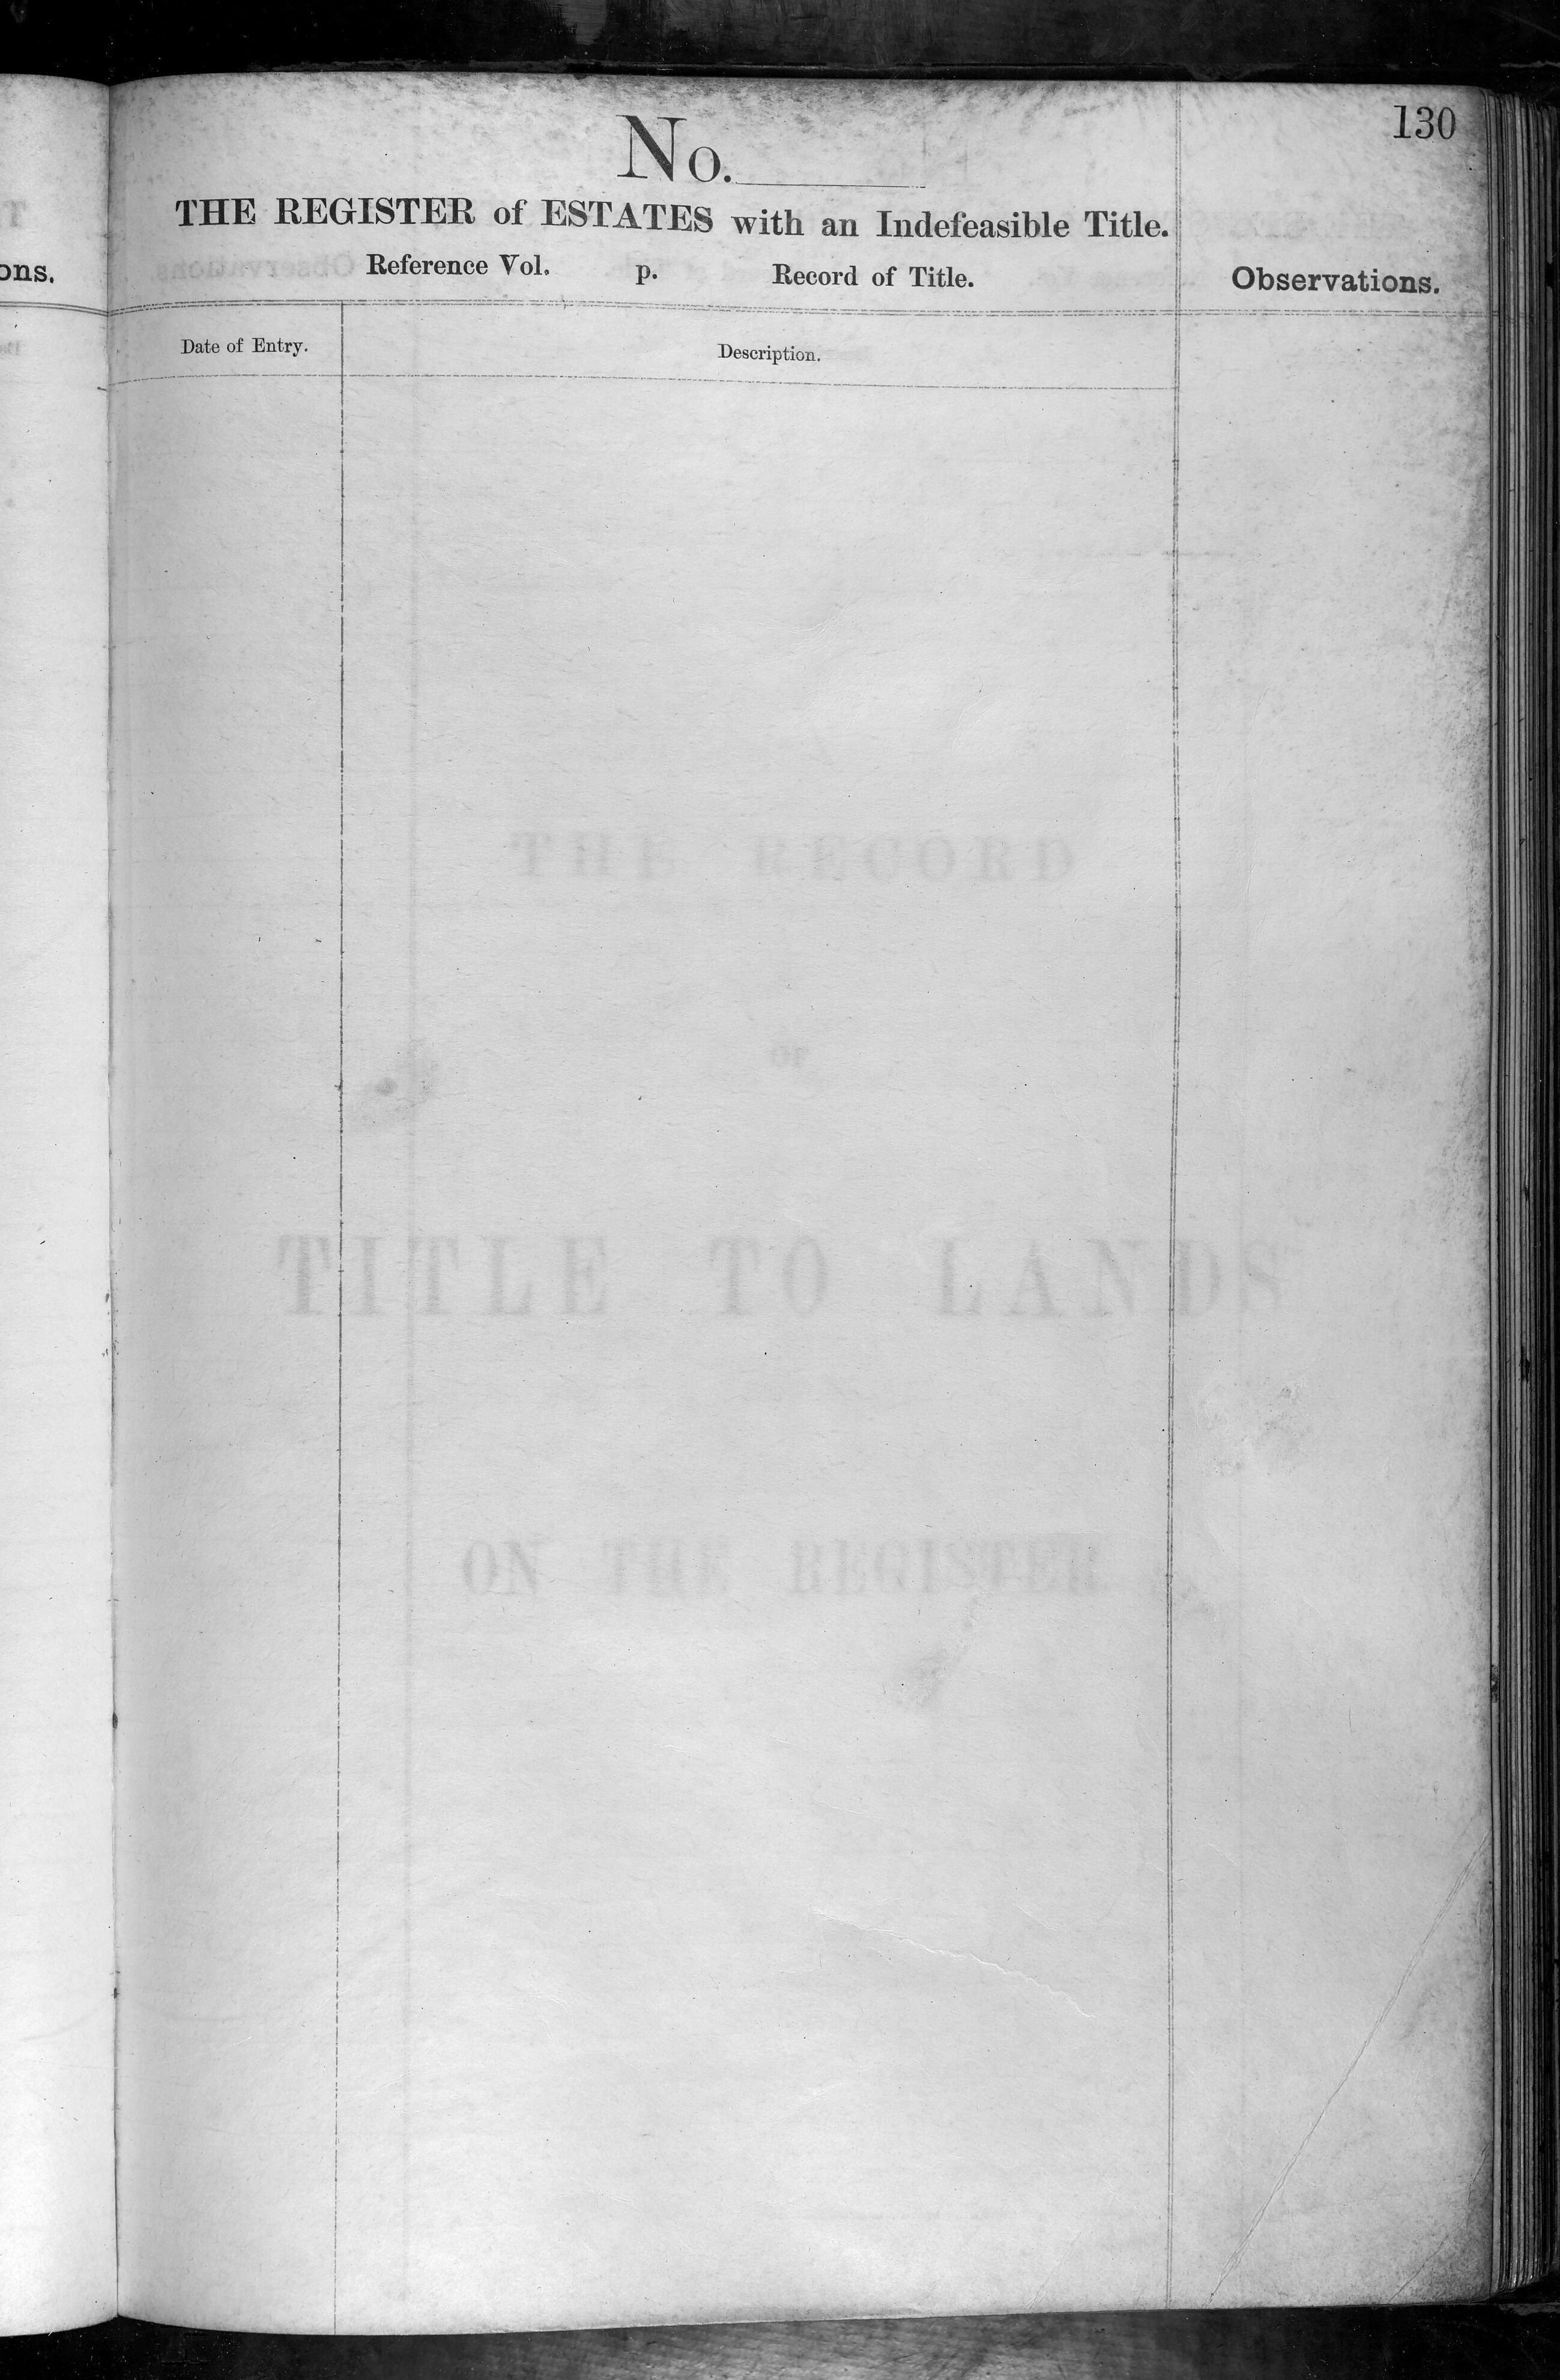 130
No.
THE REGISTER of ESTATES with an Indefeasible Title.
Reference Vol. p. Record of Title.
Observations.
Date of Entry.
Description.
ons.
THE RECORD
OF
TITLE TO LANDS
ON THE REGISTER